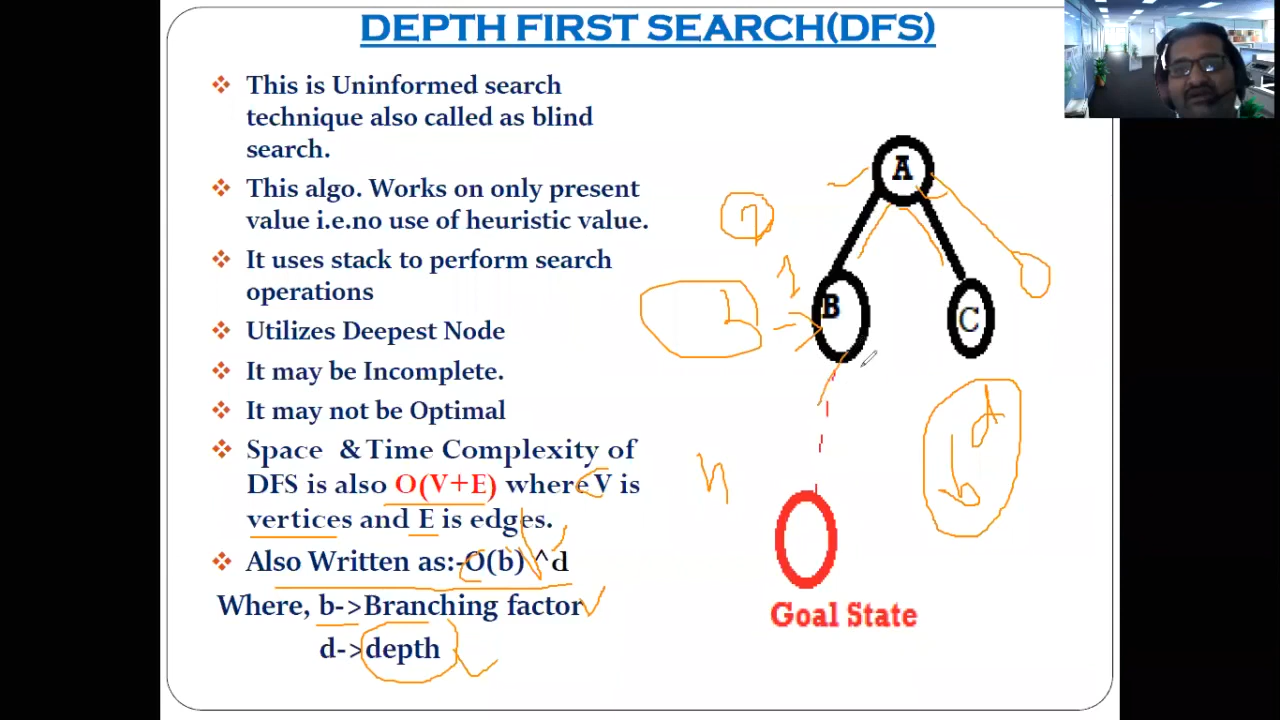 DEPTH FIRST SEARCH(DFS)
This is Uninformed search
technique also called as blind
search.
This algo. Works on only present
value i.e.no use of heuristic value.
It uses stack to perform search
operations
Utilizes Deepest Node
It may be Incomplete.
It may not be Optimal
Space & Time Complexity of
DFS is also O(V+E) where V is
vertices and E is edges.
Also Written as:-O(b) ^d
Where, b->Branching factor
d->depth
A
B
C
b d
Goal State